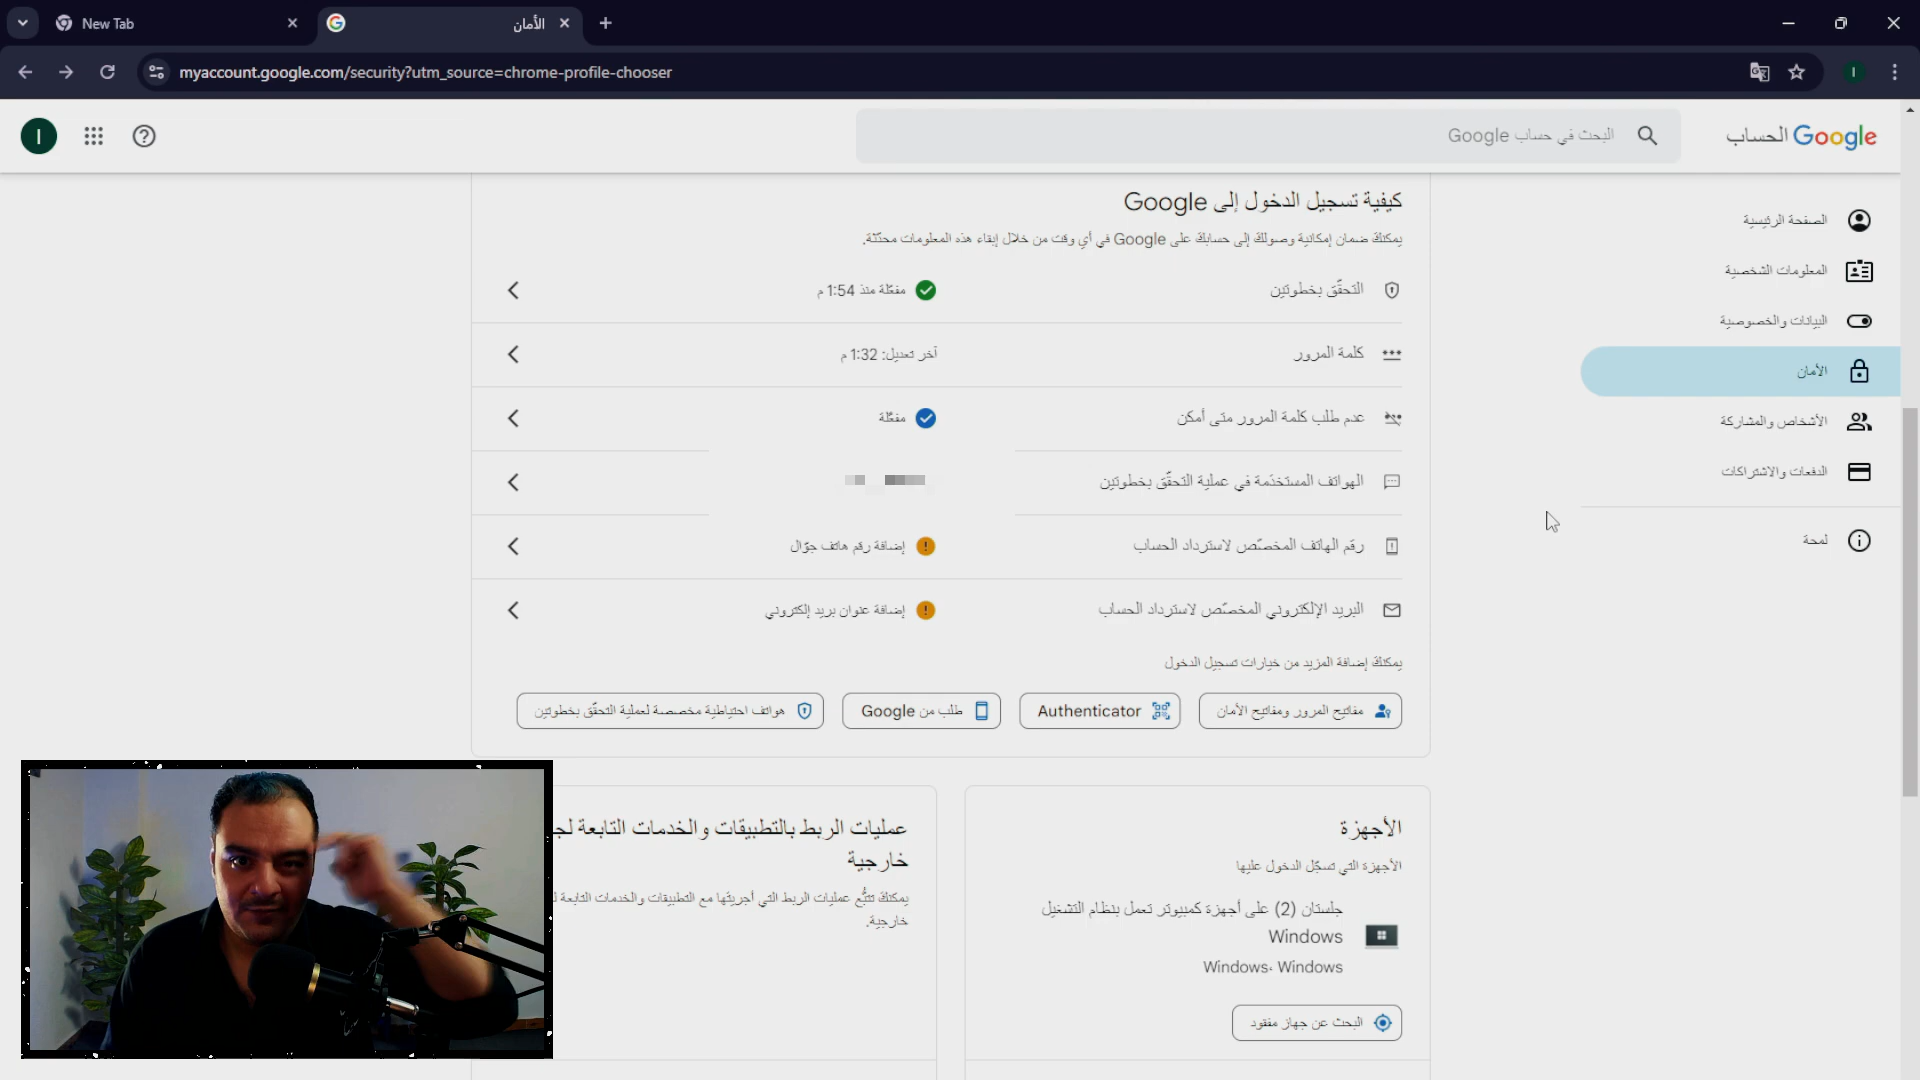 New Tab
الأمان
myaccount.google.com/security?utm_source=chrome-profile-chooser
I
I
البحث في حساب Google
الحساب Google
الصفحة الرئيسية
المعلومات الشخصية
البيانات والخصوصية
الأمان
الأشخاص والمشاركة
الدفعات والاشتراكات
لمحة
كيفية تسجيل الدخول إلى Google
يمكنك ضمان إمكانية وصولك إلى حسابك على Google في أي وقت من خلال إبقاء هذه المعلومات محدّثة.
التحقّق بخطوتين
مفعّلة منذ 1:54 م
كلمة المرور
آخر تعديل: 1:32 م
عدم طلب كلمة المرور متى أمكن
مفعّلة
الهواتف المستخدَمة في عملية التحقّق بخطوتين
رقم الهاتف المخصّص لاسترداد الحساب
إضافة رقم هاتف جوّال
البريد الإلكتروني المخصّص لاسترداد الحساب
إضافة عنوان بريد إلكتروني
يمكنك إضافة المزيد من خيارات تسجيل الدخول
مفاتيح المرور ومفاتيح الأمان
Authenticator
طلب من Google
هواتف احتياطية مخصصة لعملية التحقّق بخطوتين
الأجهزة
الأجهزة التي تسجّل الدخول عليها
جلستان (2) على أجهزة كمبيوتر تعمل بنظام التشغيل
Windows
Windows، Windows
البحث عن جهاز مفقود
عمليات الربط بالتطبيقات والخدمات التابعة
خارجية
يمكنك تتبُّع عمليات الربط التي أجريتها مع التطبيقات والخدمات التابعة
خارجية.